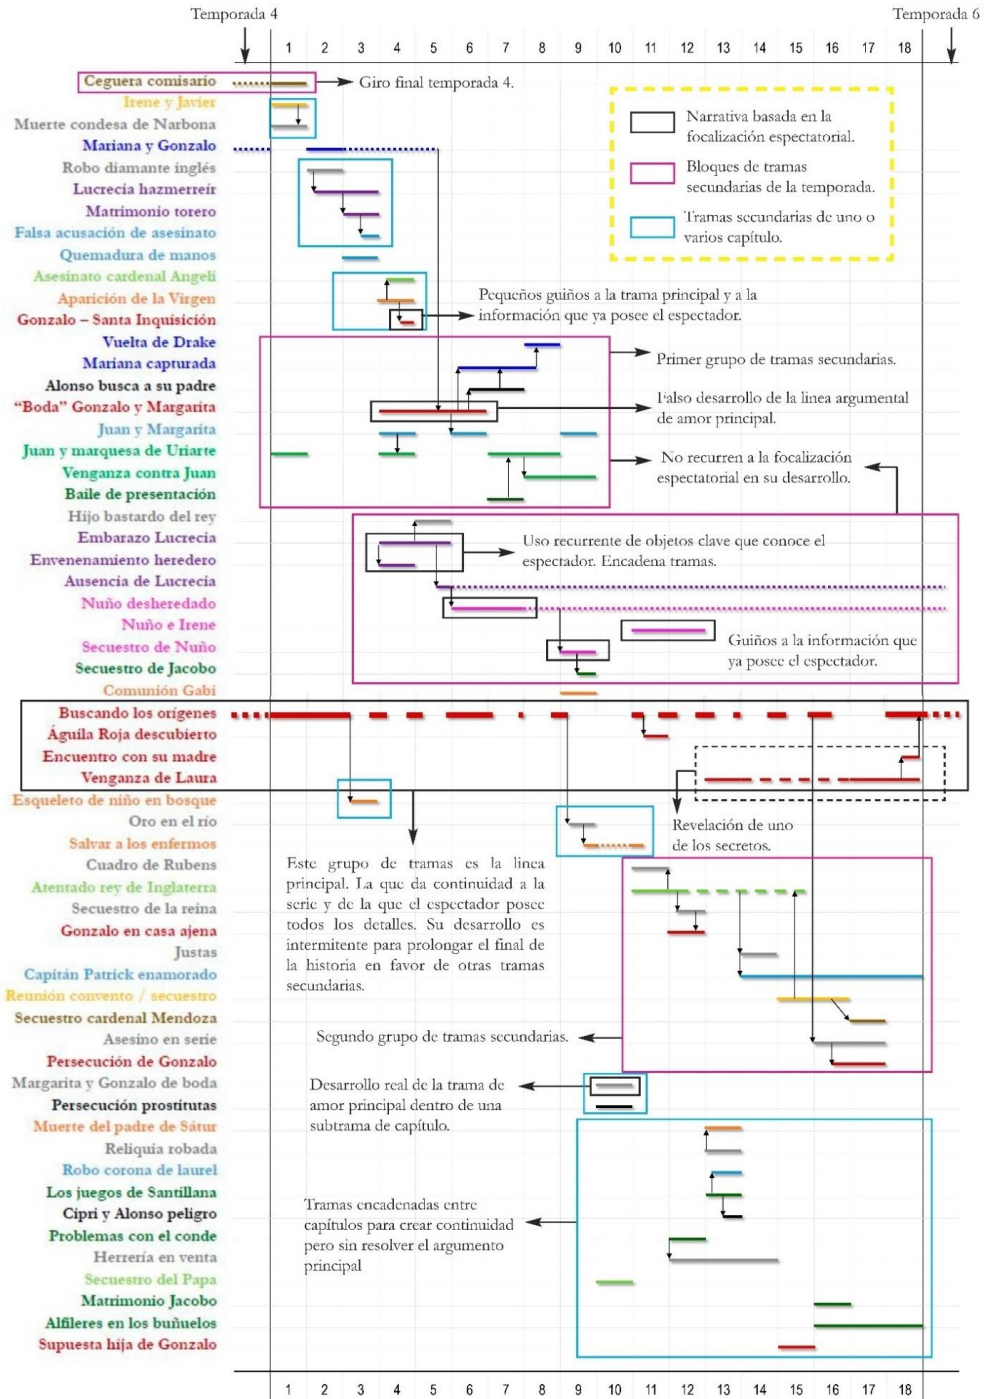 Temporada 4
Temporada 6
1 2 3 4 5 6 7 8 9 10 11 12 13 14 15 16 17 18
Ceguera comisario
Giro final temporada 4.
Irene y Javier
Muerte condesa de Narbona
Mariana y Gonzalo
Robo diamante inglés
Lucrecia hazmerreír
Matrimonio torero
Falsa acusación de asesinato
Quemadura de manos
Narrativa basada en la
focalización espectatorial.
Bloques de tramas
secundarias de la temporada.
Tramas secundarias de uno o
varios capítulo.
Asesinato cardenal Angeli
Aparición de la Virgen
Gonzalo – Santa Inquisición
Pequeños guiños a la trama principal y a la
información que ya posee el espectador.
Vuelta de Drake
Mariana capturada
Alonso busca a su padre
"Boda" Gonzalo y Margarita
Juan y Margarita
Juan y marquesa de Uriarte
Venganza contra Juan
Baile de presentación
Primer grupo de tramas secundarias.
Falso desarrollo de la linea argumental
de amor principal.
No recurren a la focalización
espectatorial en su desarrollo.
Hijo bastardo del rey
Embarazo Lucrecia
Envenenamiento heredero
Ausencia de Lucrecia
Nuño desheredado
Nuño e Irene
Secuestro de Nuño
Secuestro de Jacobo
Uso recurrente de objetos clave que conoce el
espectador. Encadena tramas.
Guiños a la información que
ya posee el espectador.
Comunión Gabi
Buscando los orígenes
Águila Roja descubierto
Encuentro con su madre
Venganza de Laura
Esqueleto de niño en bosque
Oro en el río
Salvar a los enfermos
Revelación de uno
de los secretos.
Este grupo de tramas es la linea
principal. La que da continuidad a la
serie y de la que el espectador posee
todos los detalles. Su desarrollo es
intermitente para prolongar el final de
la historia en favor de otras tramas
secundarias.
Cuadro de Rubens
Atentado rey de Inglaterra
Secuestro de la reina
Gonzalo en casa ajena
Justas
Capitán Patrick enamorado
Reunión convento / secuestro
Secuestro cardenal Mendoza
Asesino en serie
Persecución de Gonzalo
Segundo grupo de tramas secundarias.
Margarita y Gonzalo de boda
Persecución prostitutas
Desarrollo real de la trama de
amor principal dentro de una
subtrama de capítulo.
Muerte del padre de Sátur
Reliquia robada
Robo corona de laurel
Los juegos de Santillana
Cipri y Alonso peligro
Problemas con el conde
Herrería en venta
Secuestro del Papa
Matrimonio Jacobo
Alfileres en los buñuelos
Supuesta hija de Gonzalo
Tramas encadenadas entre
capítulos para crear continuidad
pero sin resolver el argumento
principal
1 2 3 4 5 6 7 8 9 10 11 12 13 14 15 16 17 18